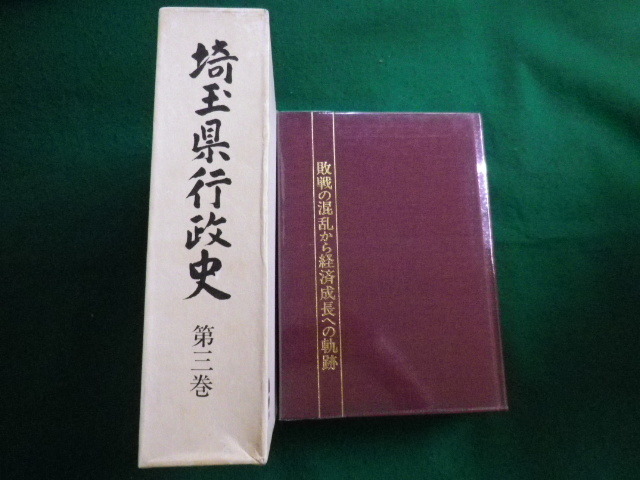 埼玉県行政史
第三巻
敗戦の混乱から経済成長への軌跡